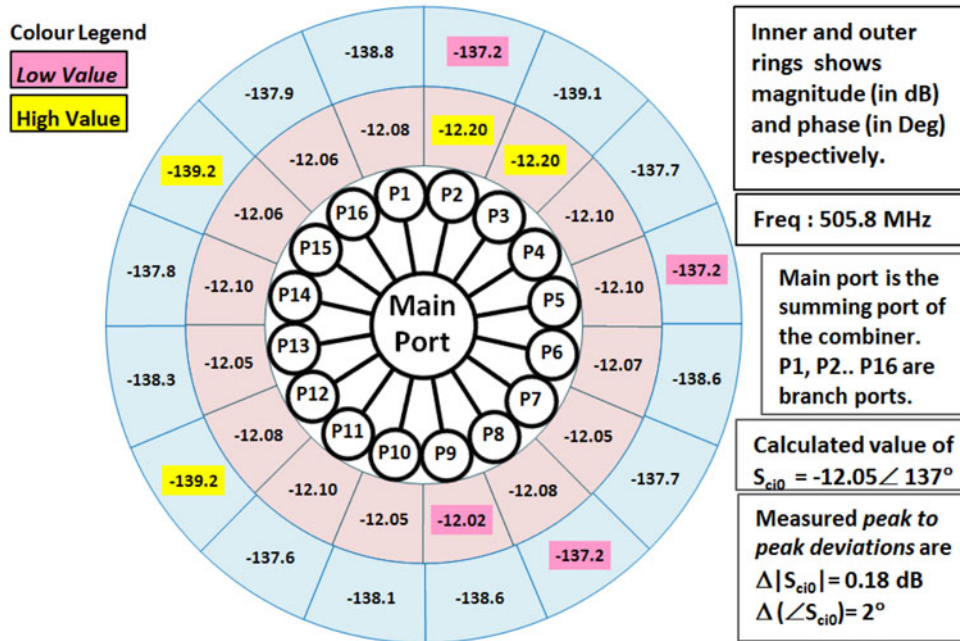 Colour Legend
Low Value
High Value
-138.8
-137.2
-139.1
-137.7
-137.2
-138.6
-137.7
-137.2
-138.6
-138.1
-137.6
-139.2
-138.3
-137.8
-139.2
-137.9
-12.08
-12.20
-12.20
-12.10
-12.10
-12.07
-12.05
-12.08
-12.02
-12.05
-12.10
-12.08
-12.05
-12.10
-12.06
-12.06
P1
P2
P3
P4
P5
P6
P7
P8
P9
P10
P11
P12
P13
P14
P15
P16
Main
Port
Inner and outer
rings shows
magnitude (in dB)
and phase (in Deg)
respectively.
Freq : 505.8 MHz
Main port is the
summing port of
the combiner.
P1, P2.. P16 are
branch ports.
Calculated value of
Sci0 = -12.05∠ 137°
Measured peak to
peak deviations are
Δ|Sci0|= 0.18 dB
Δ (∠Sci0)= 2°